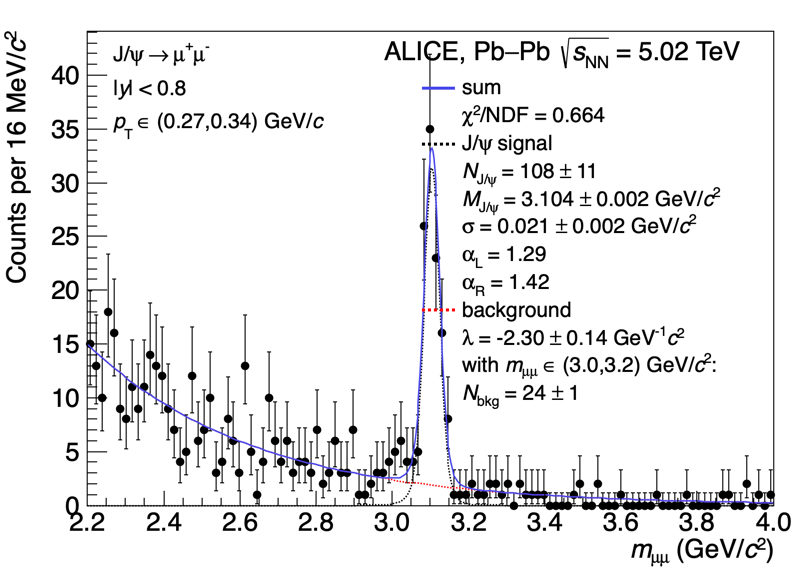 J/ψ → μ⁺μ⁻
|y| < 0.8
p_T ∈ (0.27,0.34) GeV/c
ALICE, Pb–Pb √s_NN = 5.02 TeV
sum
χ²/NDF = 0.664
J/ψ signal
N_J/ψ = 108 ± 11
M_J/ψ = 3.104 ± 0.002 GeV/c²
σ = 0.021 ± 0.002 GeV/c²
α_L = 1.29
α_R = 1.42
background
λ = -2.30 ± 0.14 GeV⁻¹c²
with m_μμ ∈ (3.0,3.2) GeV/c²:
N_bkg = 24 ± 1
Counts per 16 MeV/c²
40
35
30
25
20
15
10
5
0
2.2 2.4 2.6 2.8 3.0 3.2 3.4 3.6 3.8 4.0
m_μμ (GeV/c²)